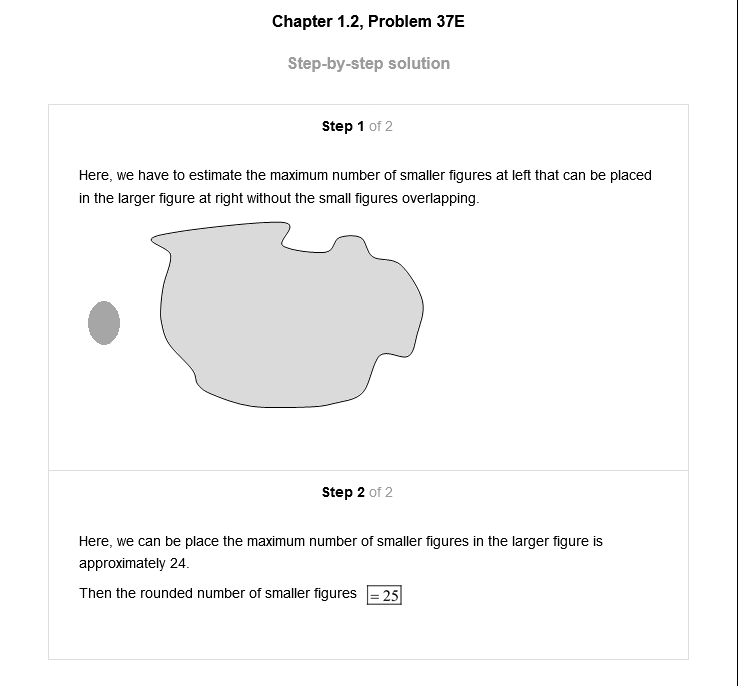 Chapter 1.2, Problem 37E
Step-by-step solution
Step 1 of 2
Here, we have to estimate the maximum number of smaller figures at left that can be placed
in the larger figure at right without the small figures overlapping.
Step 2 of 2
Here, we can be place the maximum number of smaller figures in the larger figure is
approximately 24.
Then the rounded number of smaller figures = 25